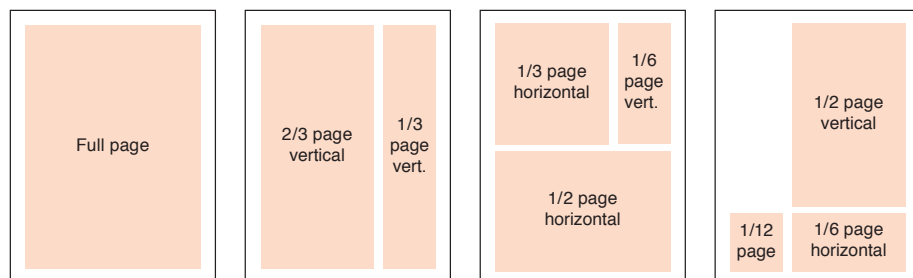 Full page
2/3 page
vertical
1/3
page
vert.
1/3 page
horizontal
1/6
page
vert.
1/2 page
horizontal
1/2 page
vertical
1/12
page
1/6 page
horizontal